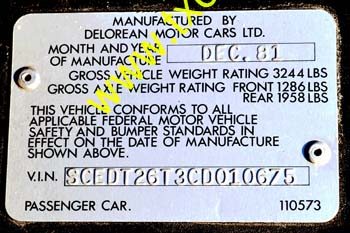 MANUFACTURED BY
DELOREAN MOTOR CARS LTD.
MONTH AND YEAR
OF MANUFACTURE DEC. 81
GROSS VEHICLE WEIGHT RATING 3244 LBS
GROSS AXLE WEIGHT RATING FRONT 1286 LBS
REAR 1958 LBS
THIS VEHICLE CONFORMS TO ALL
APPLICABLE FEDERAL MOTOR VEHICLE
SAFETY AND BUMPER STANDARDS IN
EFFECT ON THE DATE OF MANUFACTURE
SHOWN ABOVE.
V.I.N. SCEDT26T3CD010675
PASSENGER CAR. 110573